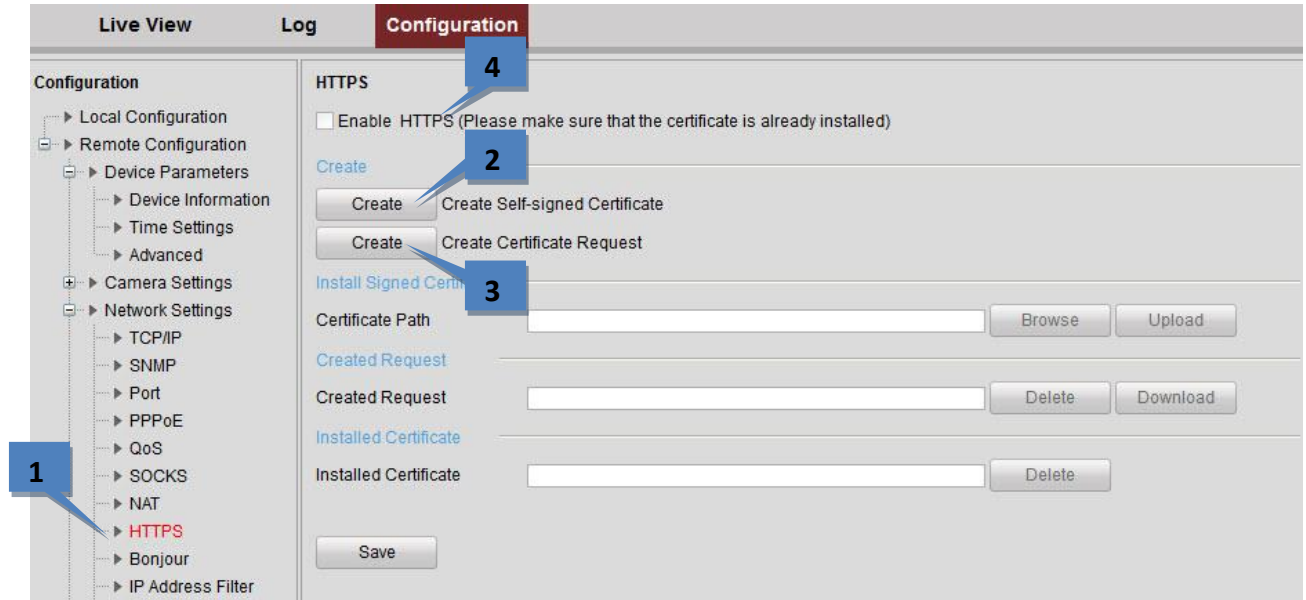 Live View Log Configuration
Configuration
Local Configuration
Remote Configuration
Device Parameters
Device Information
Time Settings
Advanced
Camera Settings
Network Settings
TCP/IP
SNMP
Port
PPPoE
QoS
SOCKS
NAT
HTTPS
Bonjour
IP Address Filter
1
HTTPS
4
Enable HTTPS (Please make sure that the certificate is already installed)
Create
2
Create Create Self-signed Certificate
Create Create Certificate Request
Install Signed
3
Certificate Path Browse Upload
Created Request
Created Request Delete Download
Installed Certificate
Installed Certificate Delete
Save